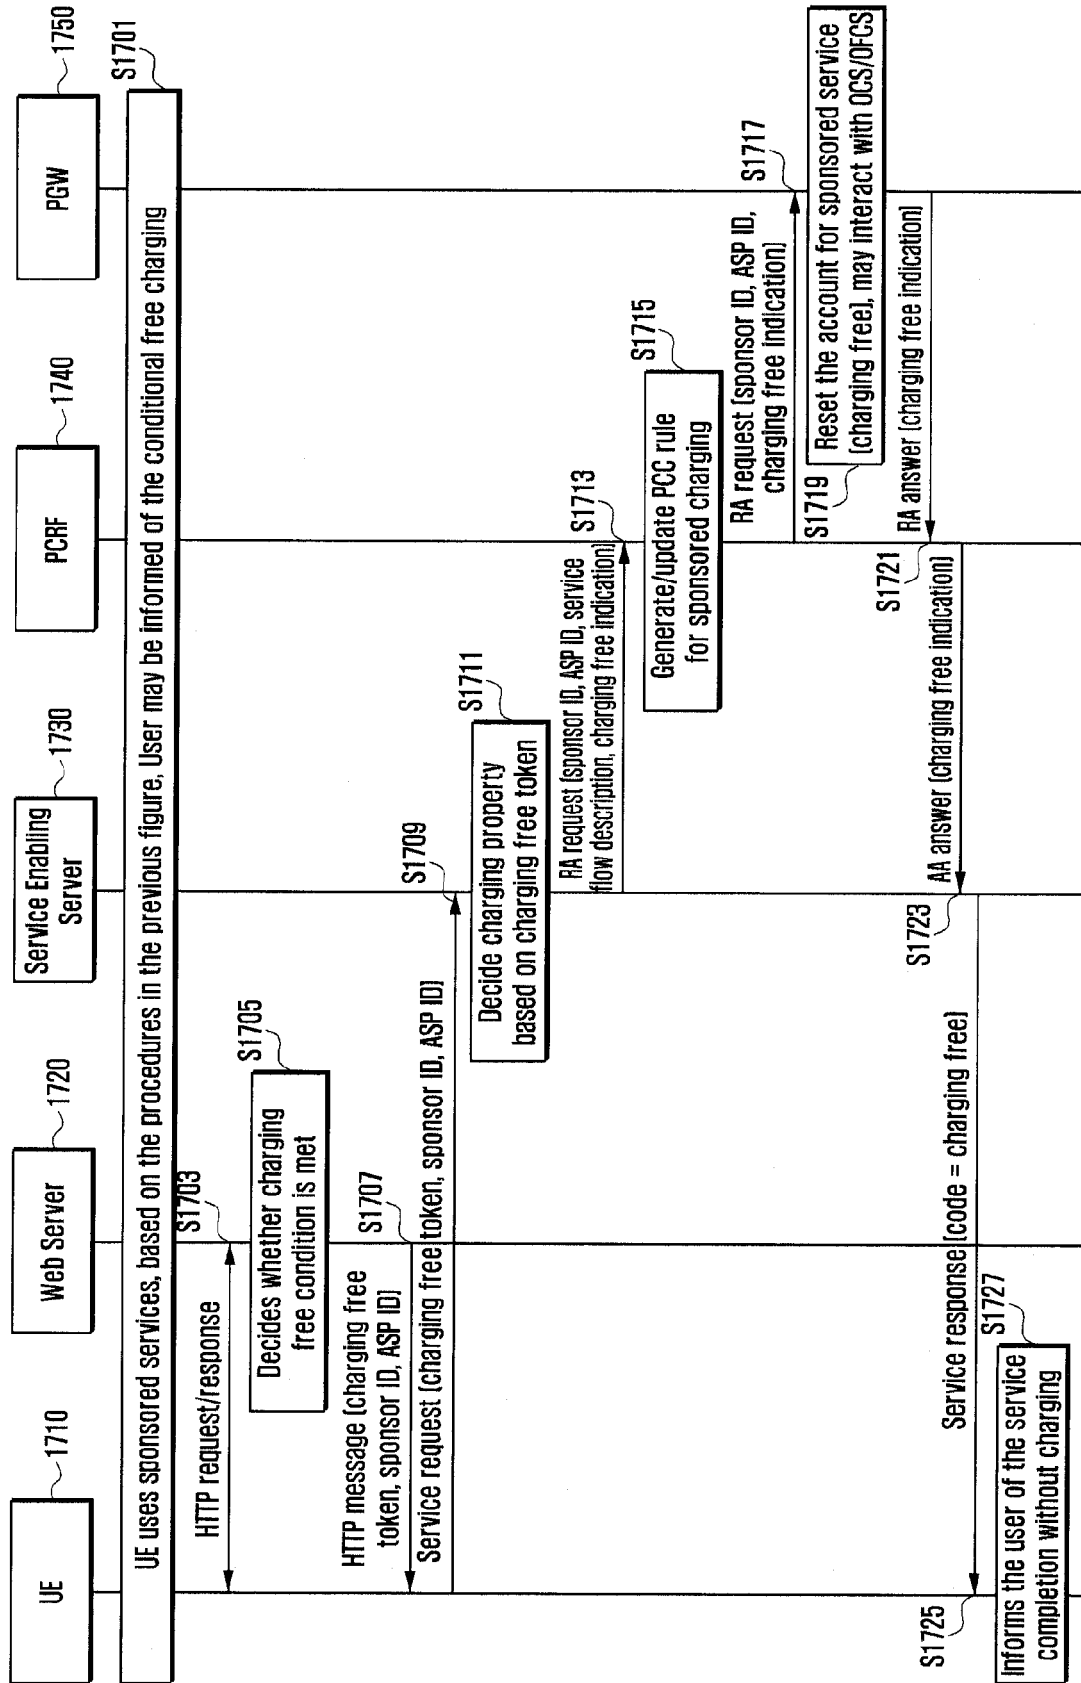 UE
1710
Web Server
1720
Service Enabling
Server
1730
PCRF
1740
PGW
1750
UE uses sponsored services, based on the procedures in the previous figure, User may be informed of the conditional free charging
S1701
HTTP request/response
S1703
Decides whether charging
free condition is met
S1705
HTTP message (charging free
token, sponsor ID, ASP ID)
S1707
Service request (charging free token, sponsor ID, ASP ID)
S1709
Decide charging property
based on charging free token
S1711
RA request (sponsor ID, ASP ID, service
flow description, charging free indication)
S1713
Generate/update PCC rule
for sponsored charging
S1715
RA request (sponsor ID, ASP ID,
charging free indication)
S1717
Reset the account for sponsored service
(charging free), may interact with OCS/OFCS
S1719
RA answer (charging free indication)
S1721
AA answer (charging free indication)
S1723
Service response (code = charging free)
S1725
Informs the user of the service
completion without charging
S1727